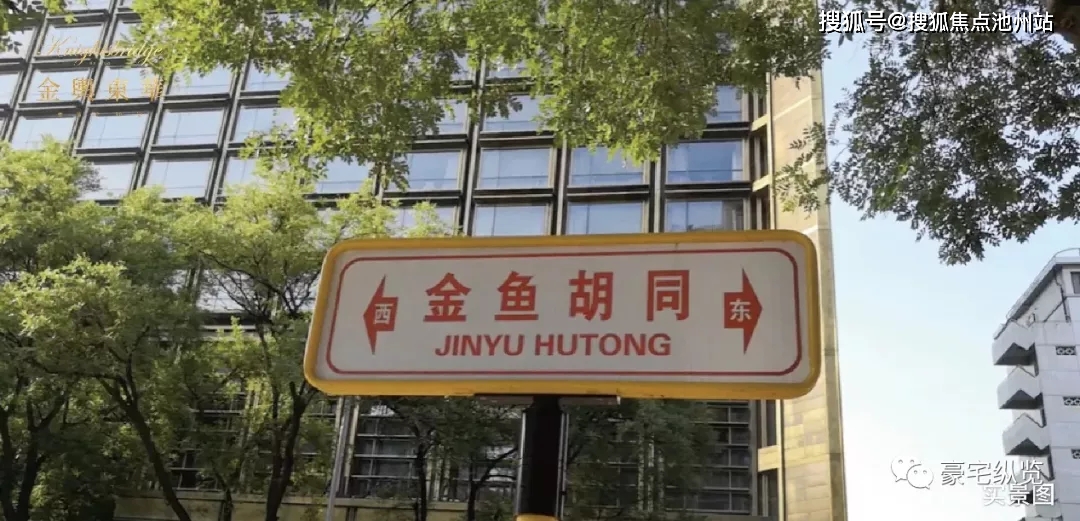 搜狐号@搜狐焦点池州站
Knightsbridge
西
金鱼胡同
东
JINYU HUTONG
豪宅纵览
实景图